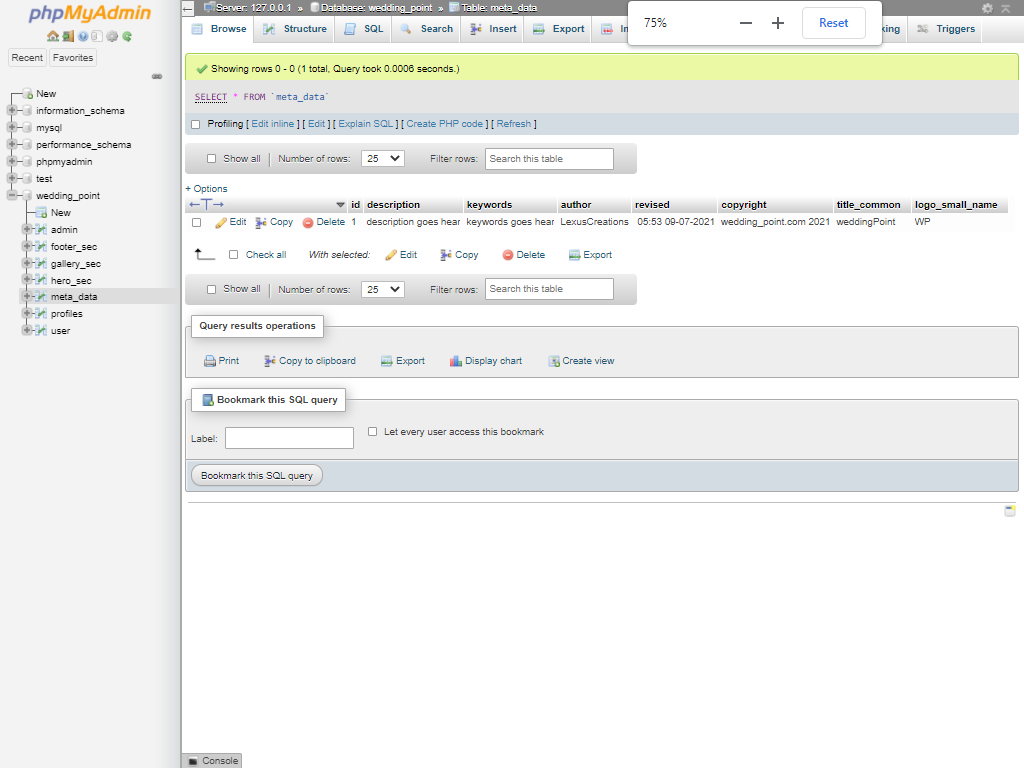 phpMyAdmin
Recent Favorites
New
information_schema
mysql
performance_schema
phpmyadmin
test
wedding_point
New
admin
footer_sec
gallery_sec
hero_sec
meta_data
profiles
user
Server: 127.0.0.1 » Database: wedding_point » Table: meta_data
Browse Structure SQL Search Insert Export Triggers
75% Reset
Showing rows 0 - 0 (1 total, Query took 0.0006 seconds.)
SELECT * FROM `meta_data`
Profiling [ Edit inline ] [ Edit ] [ Explain SQL ] [ Create PHP code ] [ Refresh ]
Show all | Number of rows: 25 Filter rows: Search this table
+ Options
←T→ id description keywords author revised copyright title_common logo_small_name
Edit Copy Delete 1 description goes hear keywords goes hear LexusCreations 05:53 09-07-2021 wedding_point.com 2021 weddingPoint WP
Check all With selected: Edit Copy Delete Export
Show all | Number of rows: 25 Filter rows: Search this table
Query results operations
Print Copy to clipboard Export Display chart Create view
Bookmark this SQL query
Label: Let every user access this bookmark
Bookmark this SQL query
Console